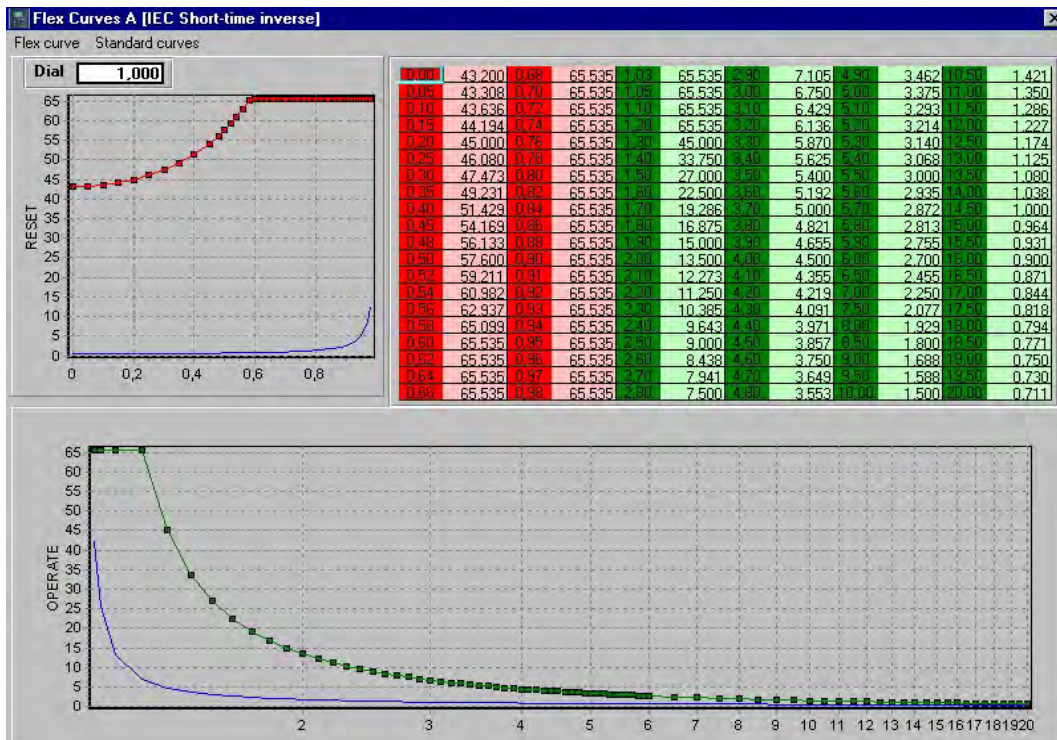 Flex Curves A [IEC Short-time inverse]
Flex curve Standard curves
Dial 1,000
65
60
55
50
45
40
35
30
25
20
15
10
5
0
RESET
0 0,2 0,4 0,6 0,8
0,00 43.200 0,68 65.535 1,03 65.535 2,90 7.105 4,90 3.462 10,50 1.421
0,05 43.308 0,70 65.535 1,05 65.535 3,00 6.750 5,00 3.375 11,00 1.350
0,10 43.636 0,72 65.535 1,10 65.535 3,10 6.429 5,10 3.293 11,50 1.286
0,15 44.194 0,74 65.535 1,20 65.535 3,20 6.136 5,20 3.214 12,00 1.227
0,20 45.000 0,76 65.535 1,30 45.000 3,30 5.870 5,30 3.140 12,50 1.174
0,25 46.080 0,78 65.535 1,40 33.750 3,40 5.625 5,40 3.068 13,00 1.125
0,30 47.473 0,80 65.535 1,50 27.000 3,50 5.400 5,50 3.000 13,50 1.080
0,35 49.231 0,82 65.535 1,60 22.500 3,60 5.192 5,60 2.935 14,00 1.038
0,40 51.429 0,84 65.535 1,70 19.286 3,70 5.000 5,70 2.872 14,50 1.000
0,45 54.169 0,86 65.535 1,80 16.875 3,80 4.821 5,80 2.813 15,00 0.964
0,48 56.133 0,88 65.535 1,90 15.000 3,90 4.655 5,90 2.755 15,50 0.931
0,50 57.600 0,90 65.535 2,00 13.500 4,00 4.500 6,00 2.700 16,00 0.900
0,52 59.211 0,91 65.535 2,10 12.273 4,10 4.355 6,50 2.455 16,50 0.871
0,54 60.982 0,92 65.535 2,20 11.250 4,20 4.219 7,00 2.250 17,00 0.844
0,56 62.937 0,93 65.535 2,30 10.385 4,30 4.091 7,50 2.077 17,50 0.818
0,58 65.099 0,94 65.535 2,40 9.643 4,40 3.971 8,00 1.929 18,00 0.794
0,60 65.535 0,95 65.535 2,50 9.000 4,50 3.857 8,50 1.800 18,50 0.771
0,62 65.535 0,96 65.535 2,60 8.438 4,60 3.750 9,00 1.688 19,00 0.750
0,64 65.535 0,97 65.535 2,70 7.941 4,70 3.649 9,50 1.588 19,50 0.730
0,66 65.535 0,98 65.535 2,80 7.500 4,80 3.553 10,00 1.500 20,00 0.711
65
60
55
50
45
40
35
30
25
20
15
10
5
0
OPERATE
2 3 4 5 6 7 8 9 10 11 12 13 14 15 16 17 18 19 20